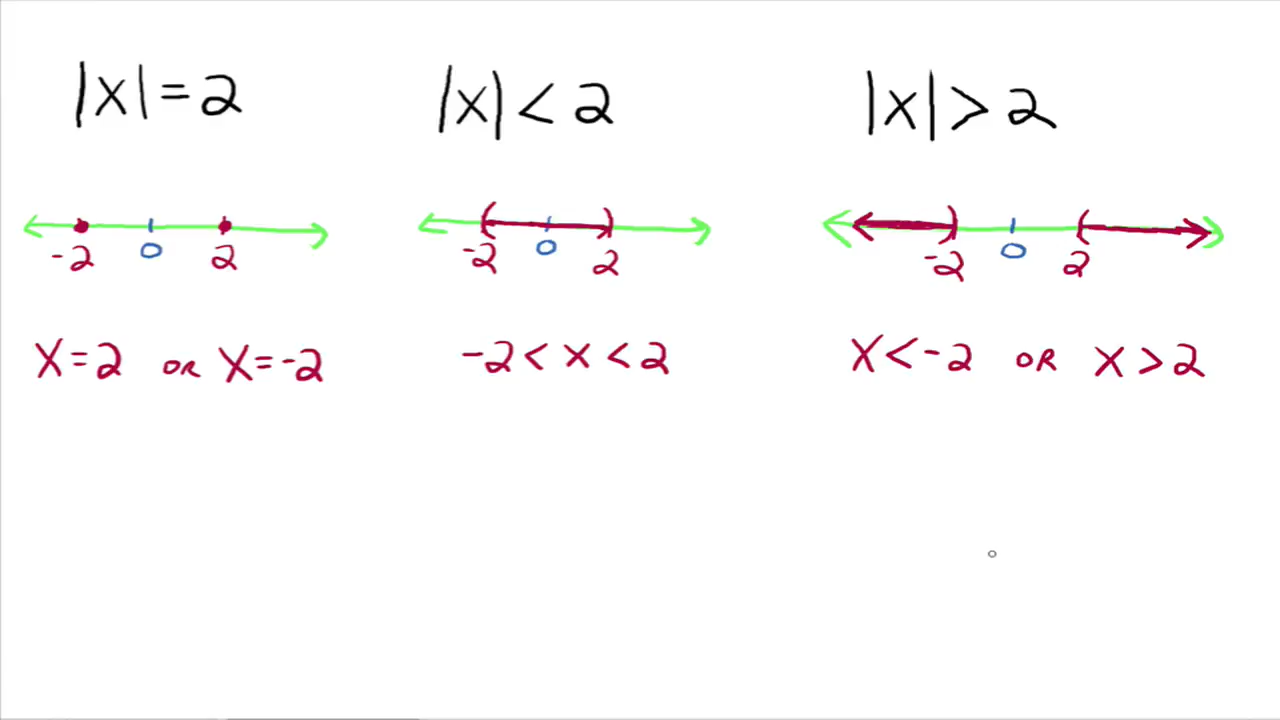 |x| = 2
|x| < 2
|x| > 2
-2 0 2
-2 0 2
-2 0 2
x = 2 OR x = -2
-2 < x < 2
x < -2 OR x > 2